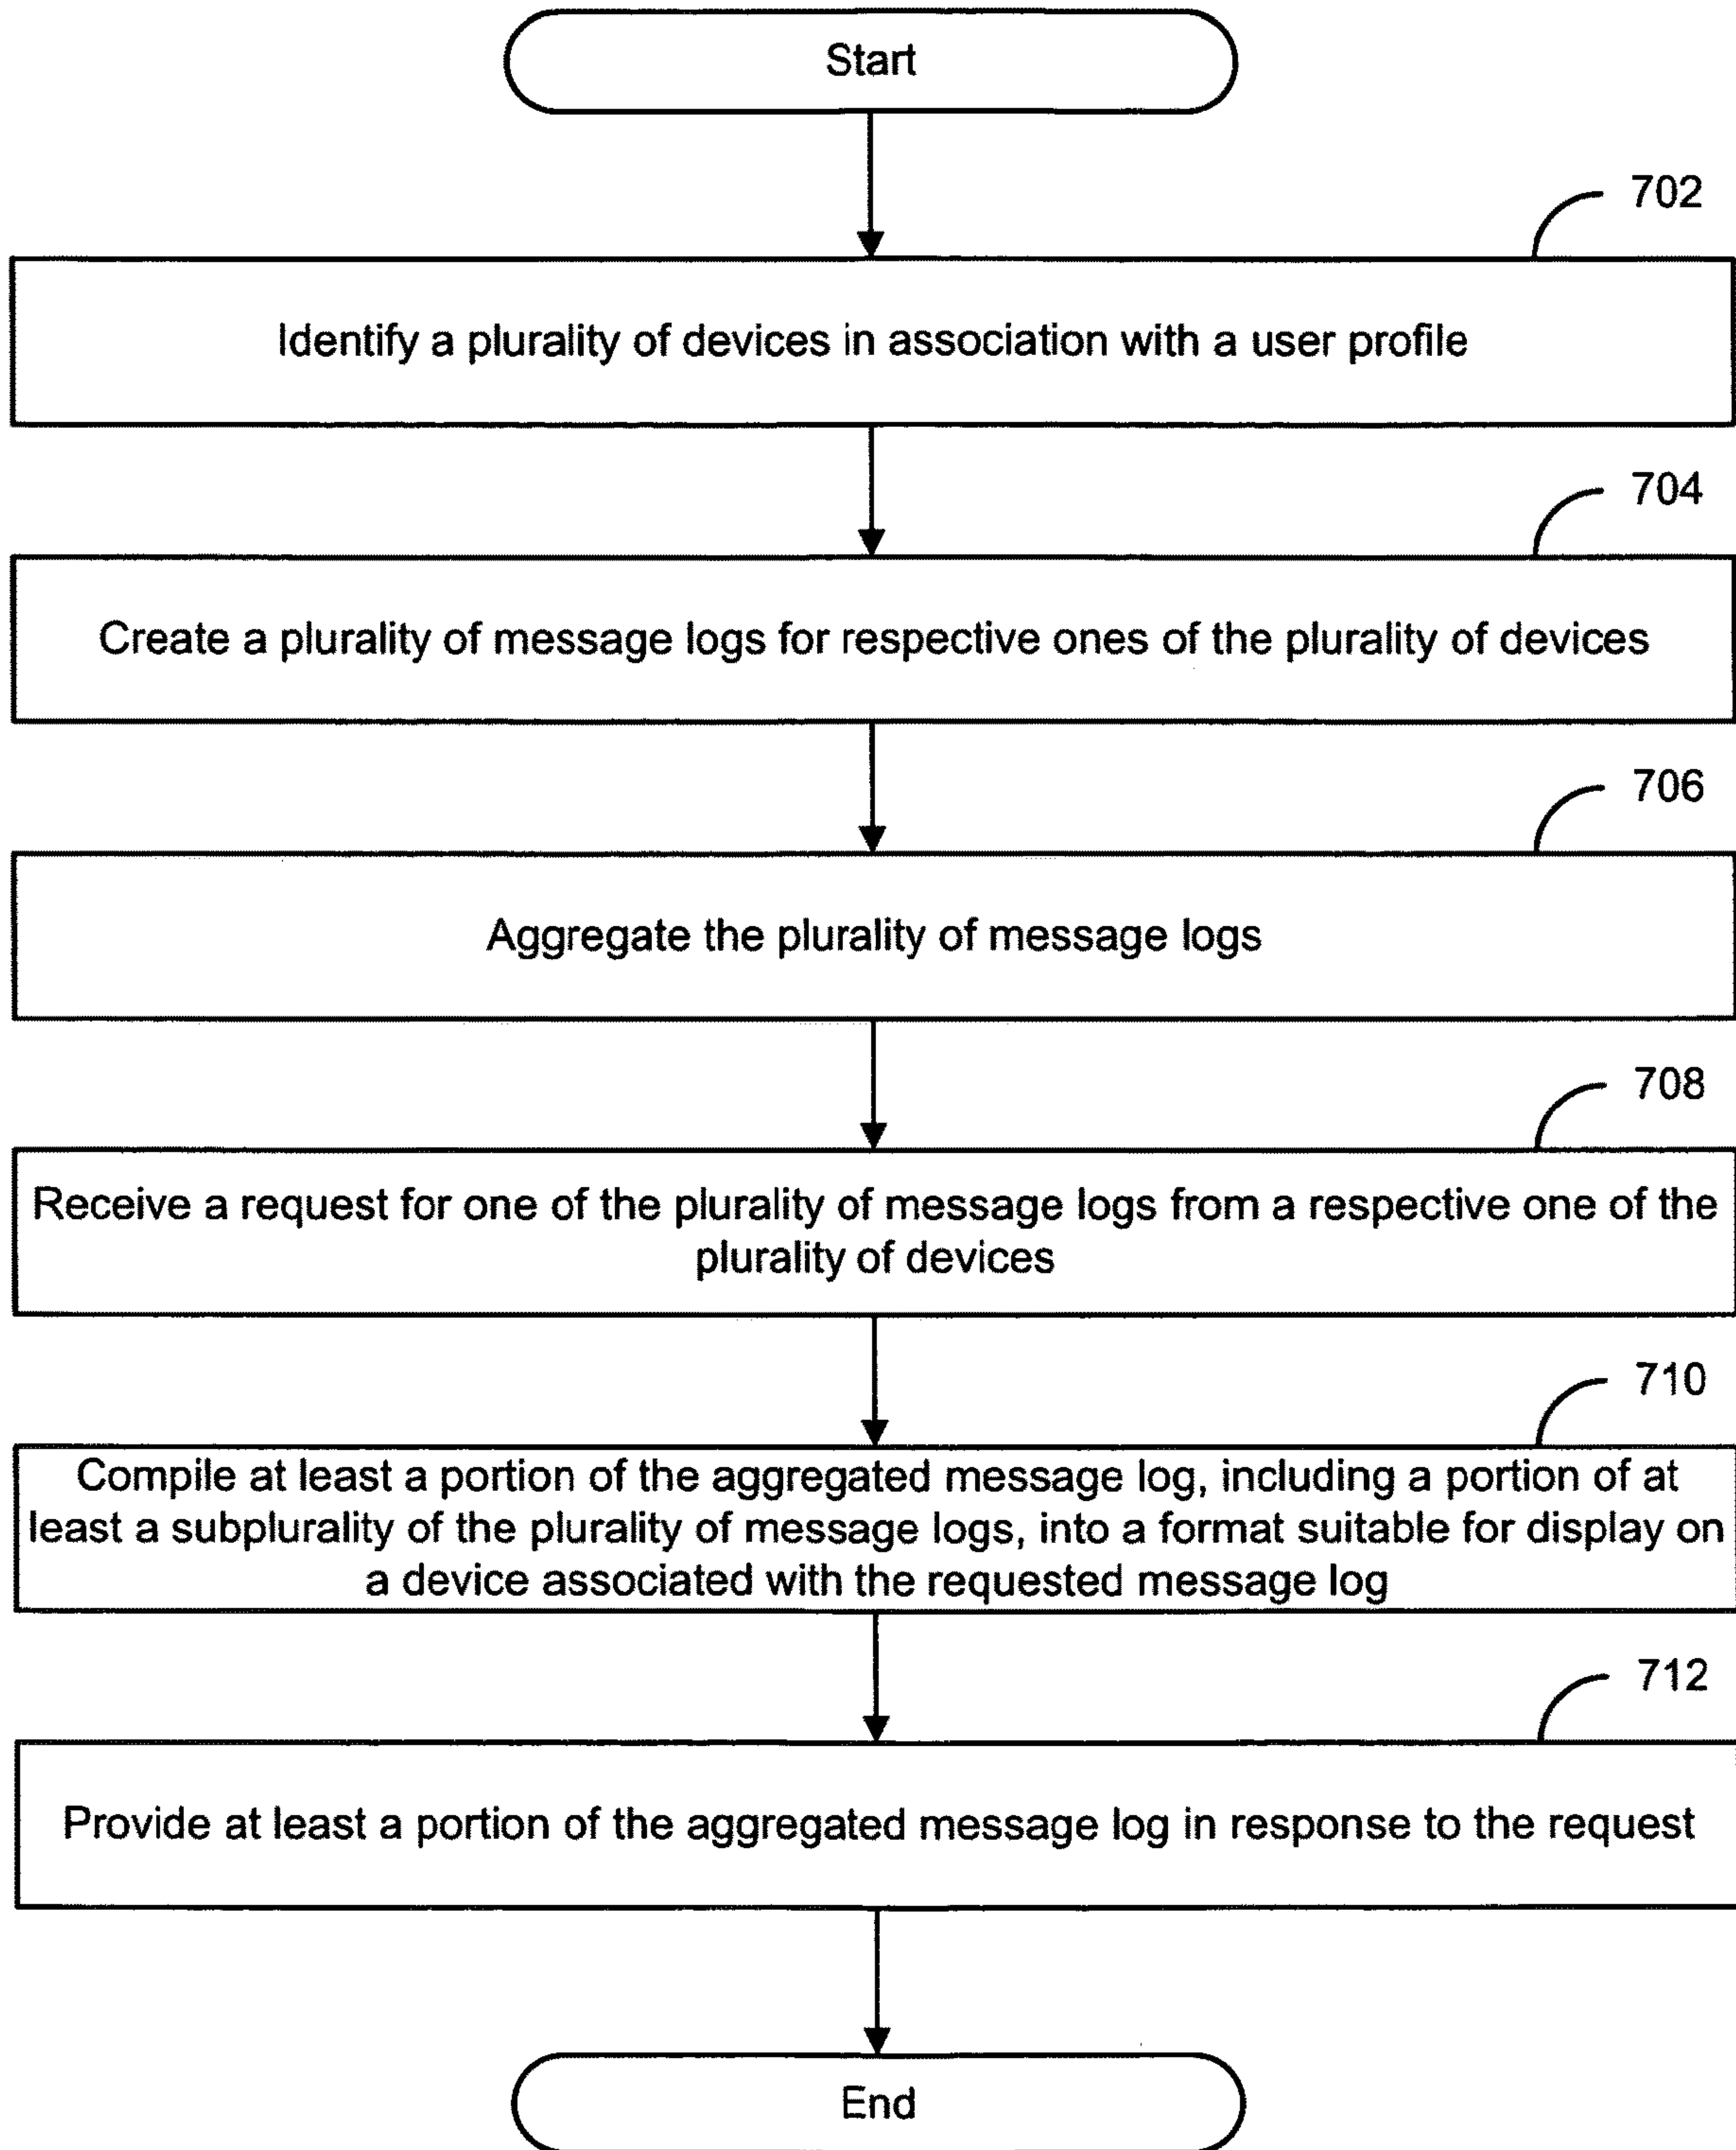 Start
702
Identify a plurality of devices in association with a user profile
704
Create a plurality of message logs for respective ones of the plurality of devices
706
Aggregate the plurality of message logs
708
Receive a request for one of the plurality of message logs from a respective one of the
plurality of devices
710
Compile at least a portion of the aggregated message log, including a portion of at
least a subplurality of the plurality of message logs, into a format suitable for display on
a device associated with the requested message log
712
Provide at least a portion of the aggregated message log in response to the request
End